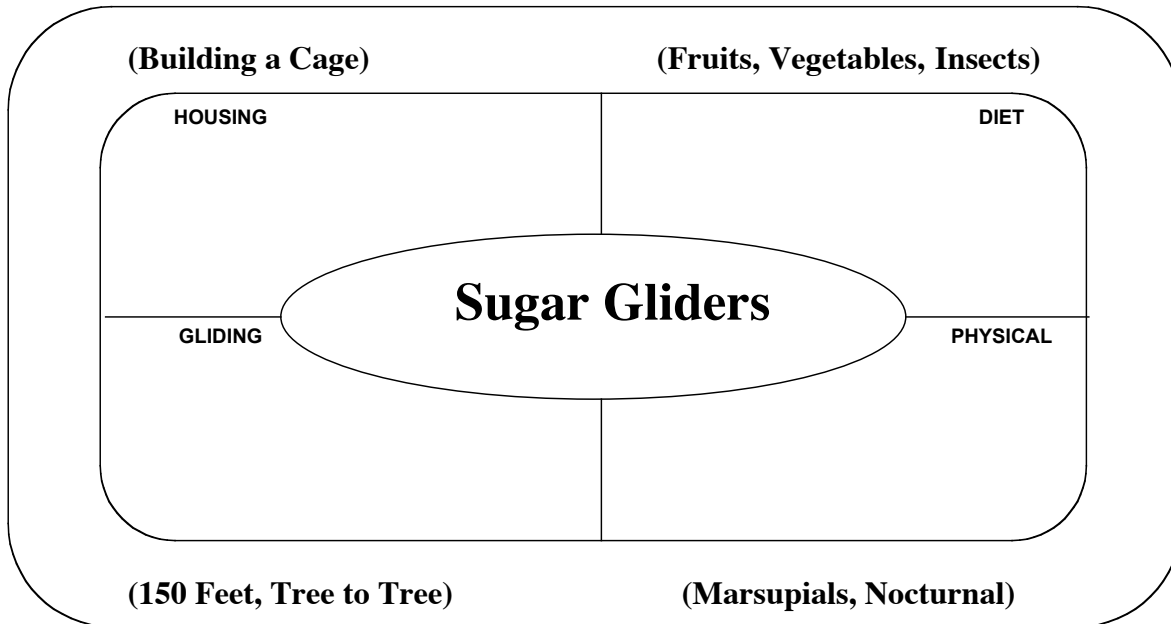 (Building a Cage)
(Fruits, Vegetables, Insects)
HOUSING
DIET
Sugar Gliders
GLIDING
PHYSICAL
(150 Feet, Tree to Tree)
(Marsupials, Nocturnal)